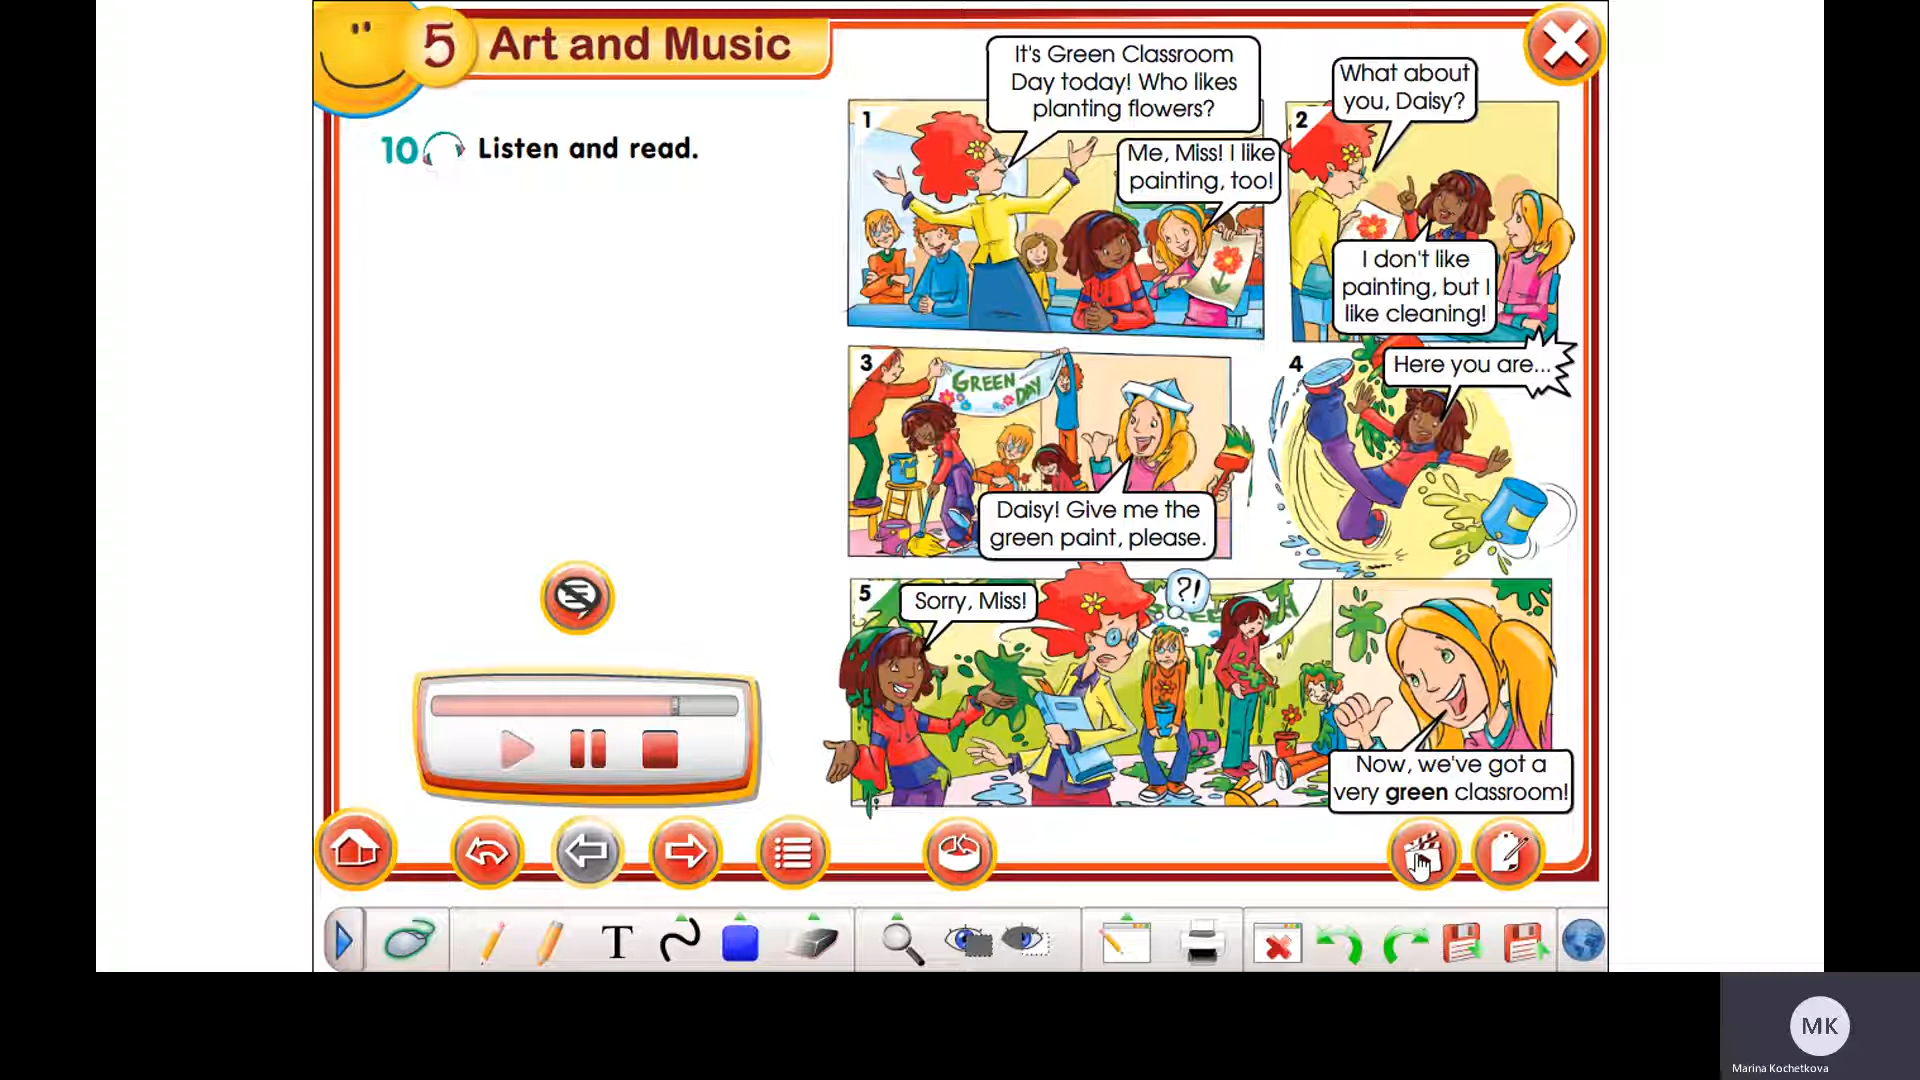 5 Art and Music
10 Listen and read.
1
It's Green Classroom
Day today! Who likes
planting flowers?
Me, Miss! I like
painting, too!
2
What about
you, Daisy?
I don't like
painting, but I
like cleaning!
3
GREEN
DAY
Daisy! Give me the
green paint, please.
4
Here you are...
5
Sorry, Miss!
?!
Now, we've got a
very green classroom!
T
MK
Marina Kochetkova